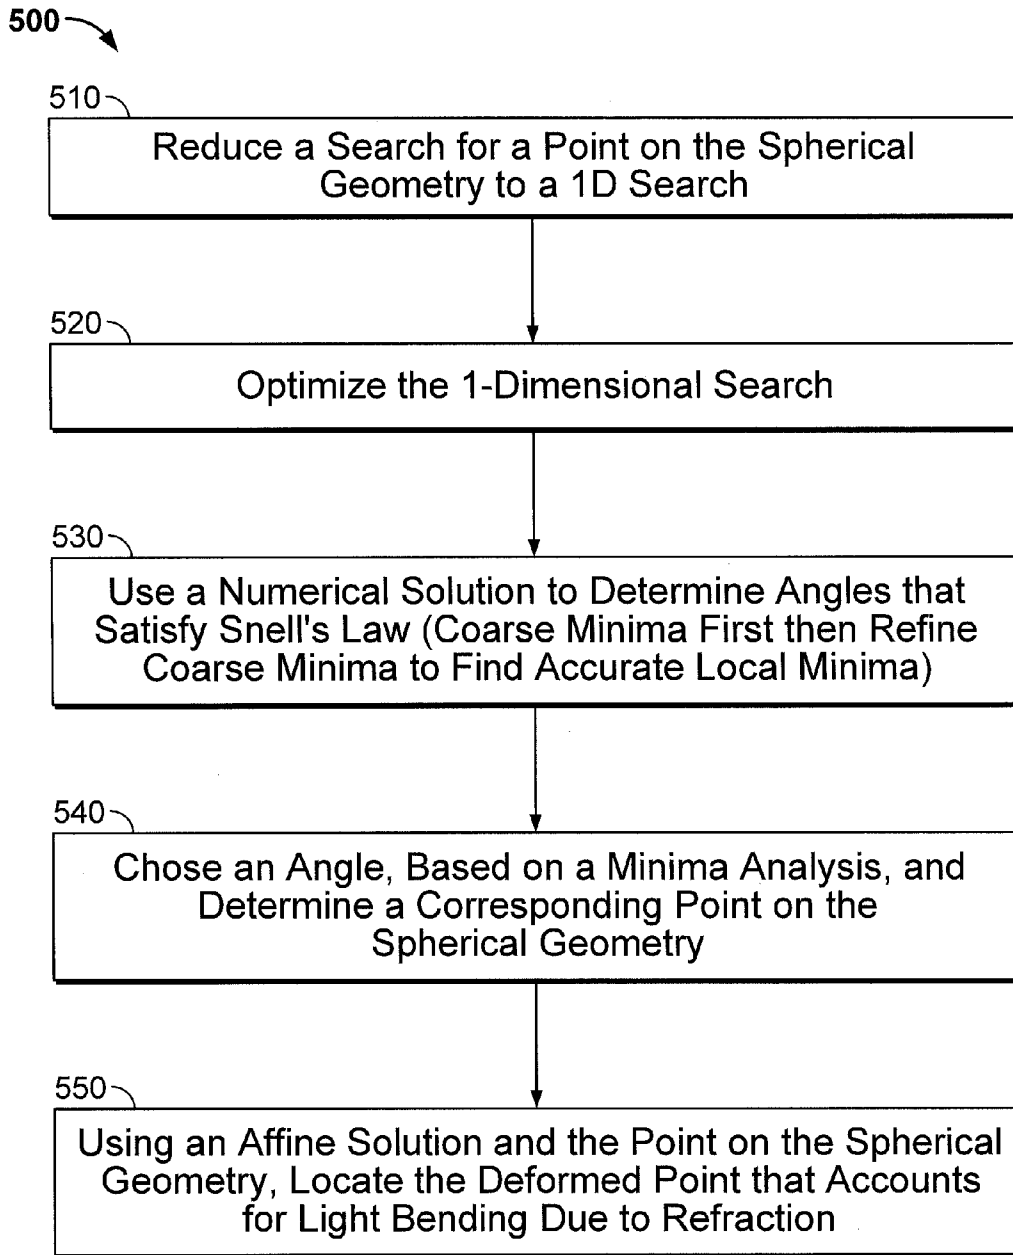 500
510
Reduce a Search for a Point on the Spherical
Geometry to a 1D Search
520
Optimize the 1-Dimensional Search
530
Use a Numerical Solution to Determine Angles that
Satisfy Snell's Law (Coarse Minima First then Refine
Coarse Minima to Find Accurate Local Minima)
540
Chose an Angle, Based on a Minima Analysis, and
Determine a Corresponding Point on the
Spherical Geometry
550
Using an Affine Solution and the Point on the Spherical
Geometry, Locate the Deformed Point that Accounts
for Light Bending Due to Refraction